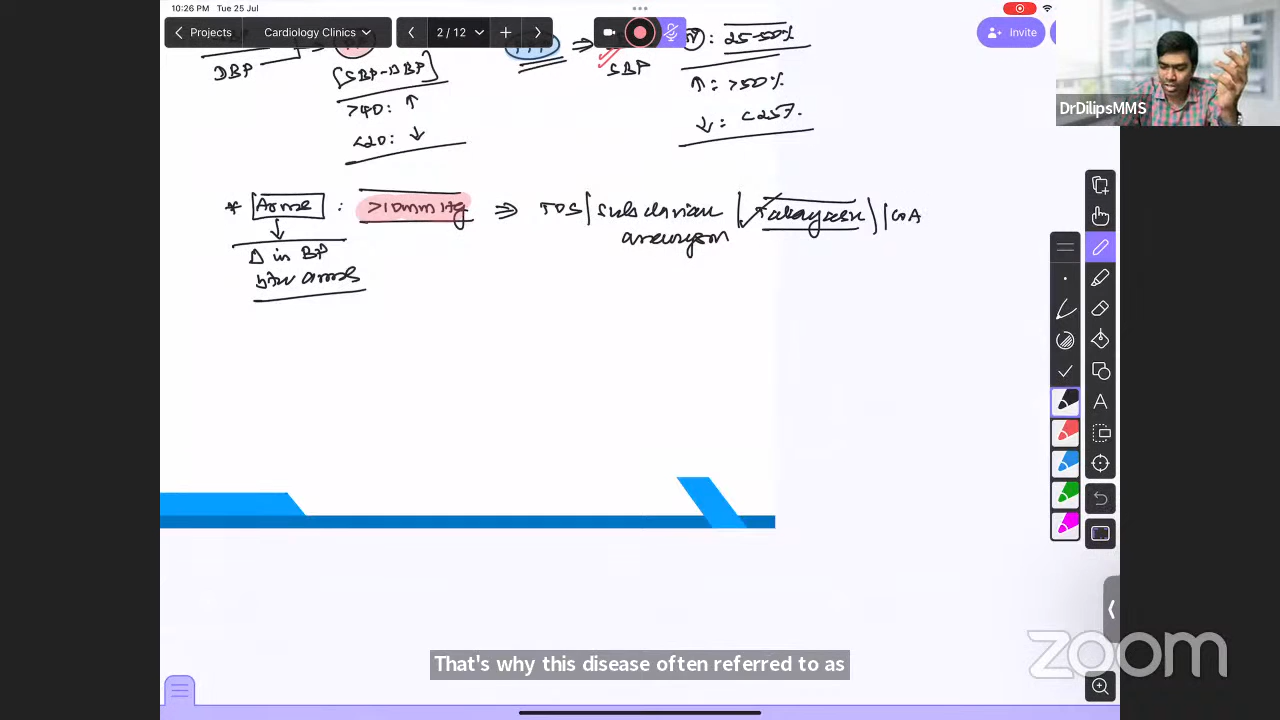 10:26 PM Tue 25 Jul
Projects Cardiology Clinics 2/12 Invite
DBP
[SBP-DBP]
>40: ↑
<20: ↓
⇒ SBP
: 25-50%
↑: >50%
↓: <25%.
* Arms : >10mmHg ⇒ TOS | subclavian | Takayasu) | COA
aneurysm
Δ in BP
btw arms
DrDilipsMMS
That's why this disease often referred to as
zoom